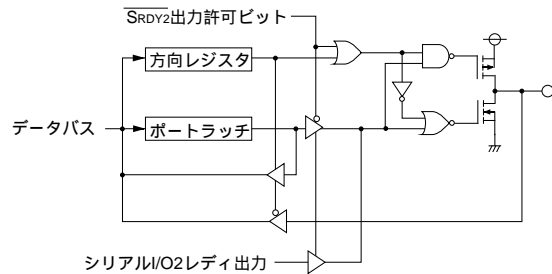 SRDY2出力許可ビット
方向レジスタ
データバス
ポートラッチ
シリアルI/O2レディ出力